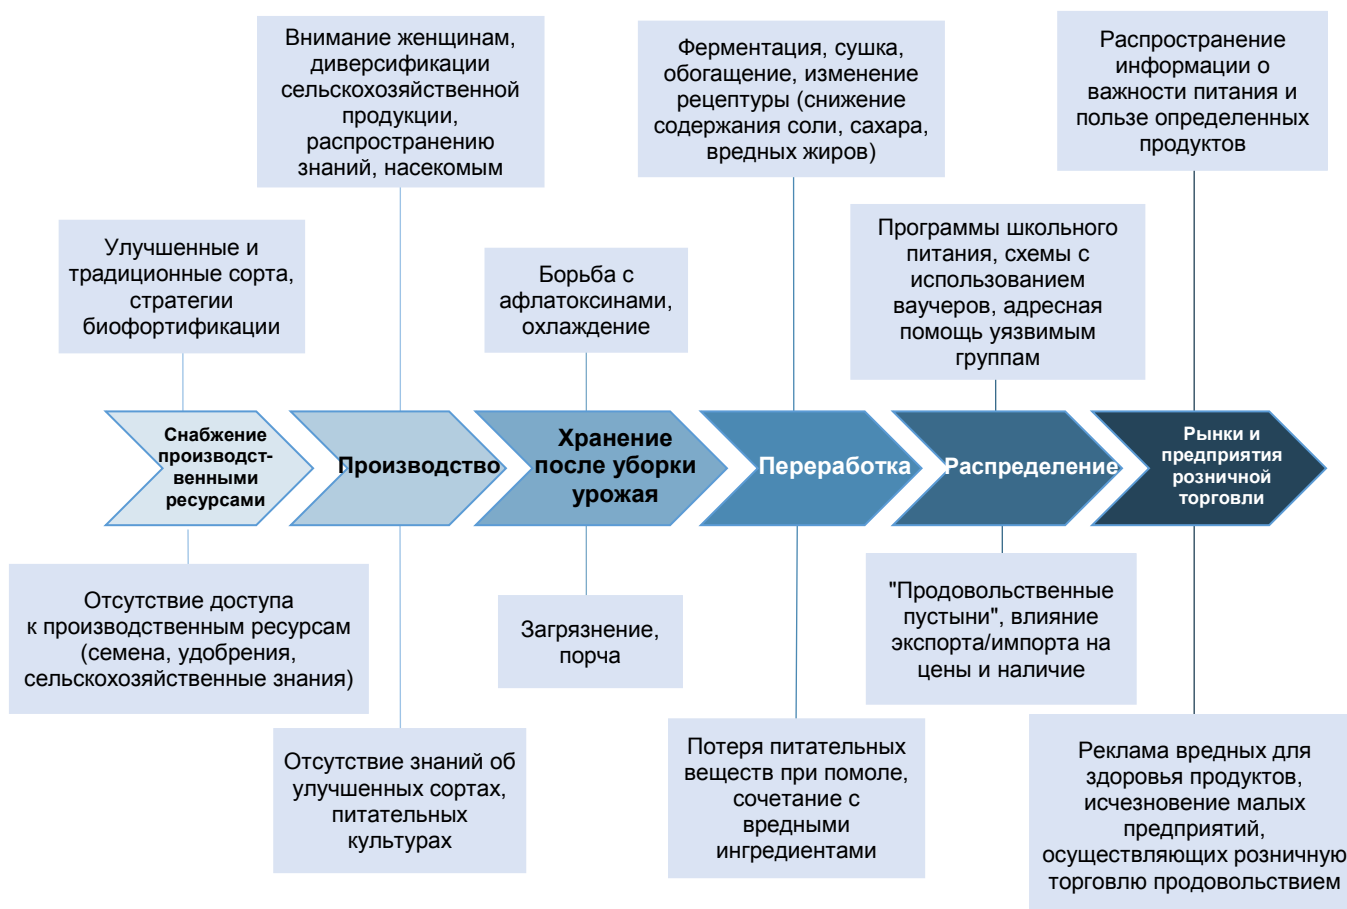 Внимание женщинам,
диверсификации
сельскохозяйственной
продукции,
распространению
знаний, насекомым
Ферментация, сушка,
обогащение, изменение
рецептуры (снижение
содержания соли, сахара,
вредных жиров)
Распространение
информации о
важности питания и
пользе определенных
продуктов
Улучшенные и
традиционные сорта,
стратегии
биофортификации
Борьба с
афлатоксинами,
охлаждение
Программы школьного
питания, схемы с
использованием
ваучеров, адресная
помощь уязвимым
группам
Снабжение
производст-
венными
ресурсами
Производство
Хранение
после уборки
урожая
Переработка
Распределение
Рынки и
предприятия
розничной
торговли
Отсутствие доступа
к производственным ресурсам
(семена, удобрения,
сельскохозяйственные знания)
Загрязнение,
порча
"Продовольственные
пустыни", влияние
экспорта/импорта на
цены и наличие
Отсутствие знаний об
улучшенных сортах,
питательных
культурах
Потеря питательных
веществ при помоле,
сочетание с
вредными
ингредиентами
Реклама вредных для
здоровья продуктов,
исчезновение малых
предприятий,
осуществляющих розничную
торговлю продовольствием